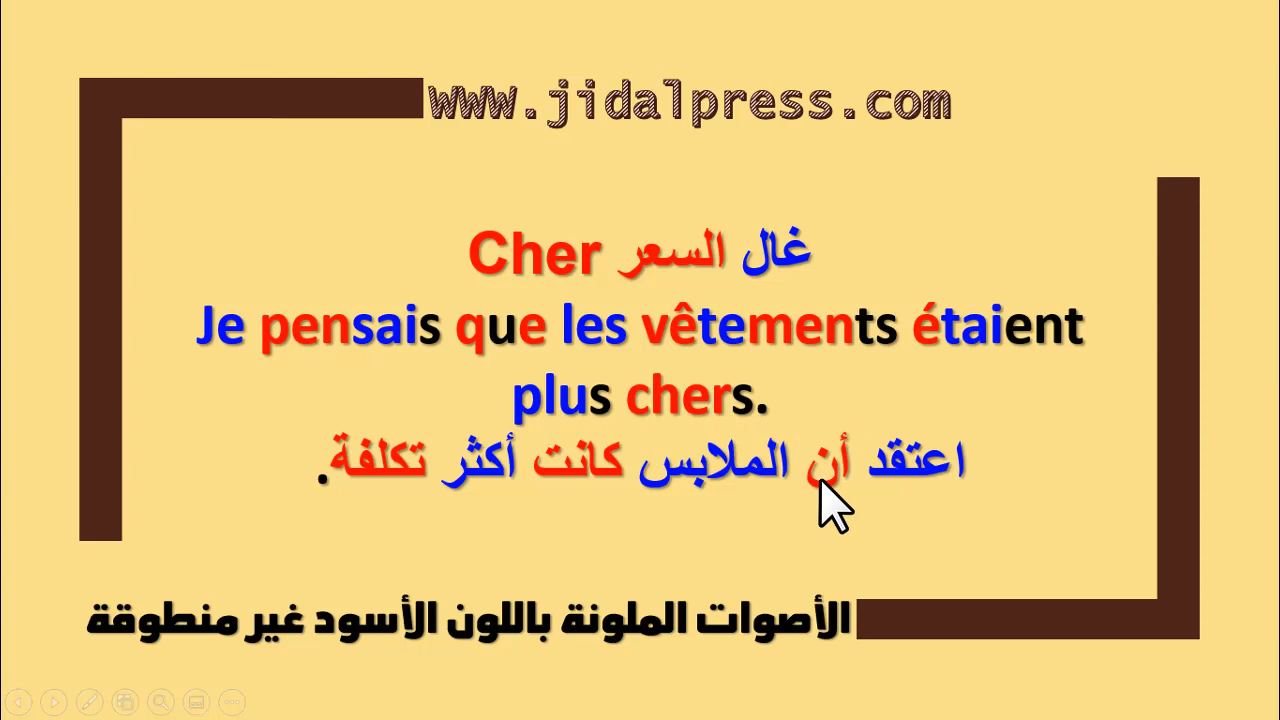 www.jidalpress.com
غال السعر Cher
Je pensais que les vêtements étaient
plus chers.
اعتقد أن الملابس كانت أكثر تكلفة.
الأصوات الملونة باللون الأسود غير منطوقة